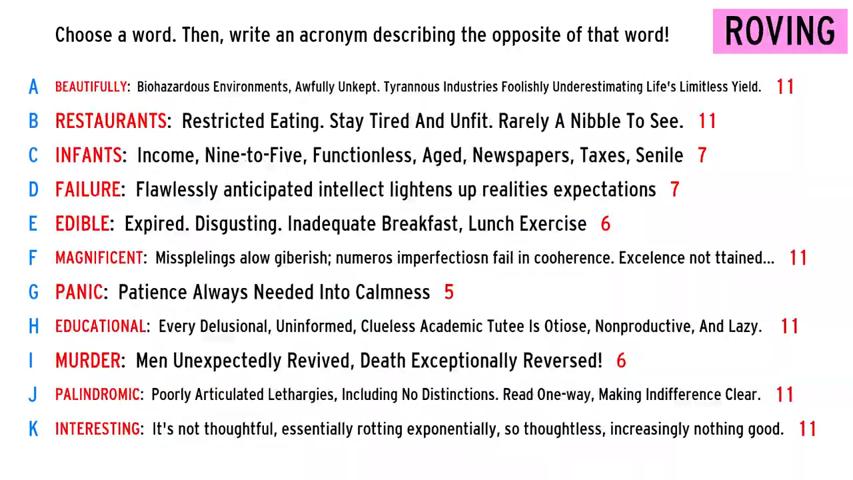 Choose a word. Then, write an acronym describing the opposite of that word!
ROVING
A BEAUTIFULLY: Biohazardous Environments, Awfully Unkept. Tyrannous Industries Foolishly Underestimating Life's Limitless Yield. 11
B RESTAURANTS: Restricted Eating. Stay Tired And Unfit. Rarely A Nibble To See. 11
C INFANTS: Income, Nine-to-Five, Functionless, Aged, Newspapers, Taxes, Senile 7
D FAILURE: Flawlessly anticipated intellect lightens up realities expectations 7
E EDIBLE: Expired. Disgusting. Inadequate Breakfast, Lunch Exercise 6
F MAGNIFICENT: Missplelings alow giberish; numeros imperfectiosn fail in cooherence. Excelence not ttained... 11
G PANIC: Patience Always Needed Into Calmness 5
H EDUCATIONAL: Every Delusional, Uninformed, Clueless Academic Tutee Is Otiose, Nonproductive, And Lazy. 11
I MURDER: Men Unexpectedly Revived, Death Exceptionally Reversed! 6
J PALINDROMIC: Poorly Articulated Lethargies, Including No Distinctions. Read One-way, Making Indifference Clear. 11
K INTERESTING: It's not thoughtful, essentially rotting exponentially, so thoughtless, increasingly nothing good. 11